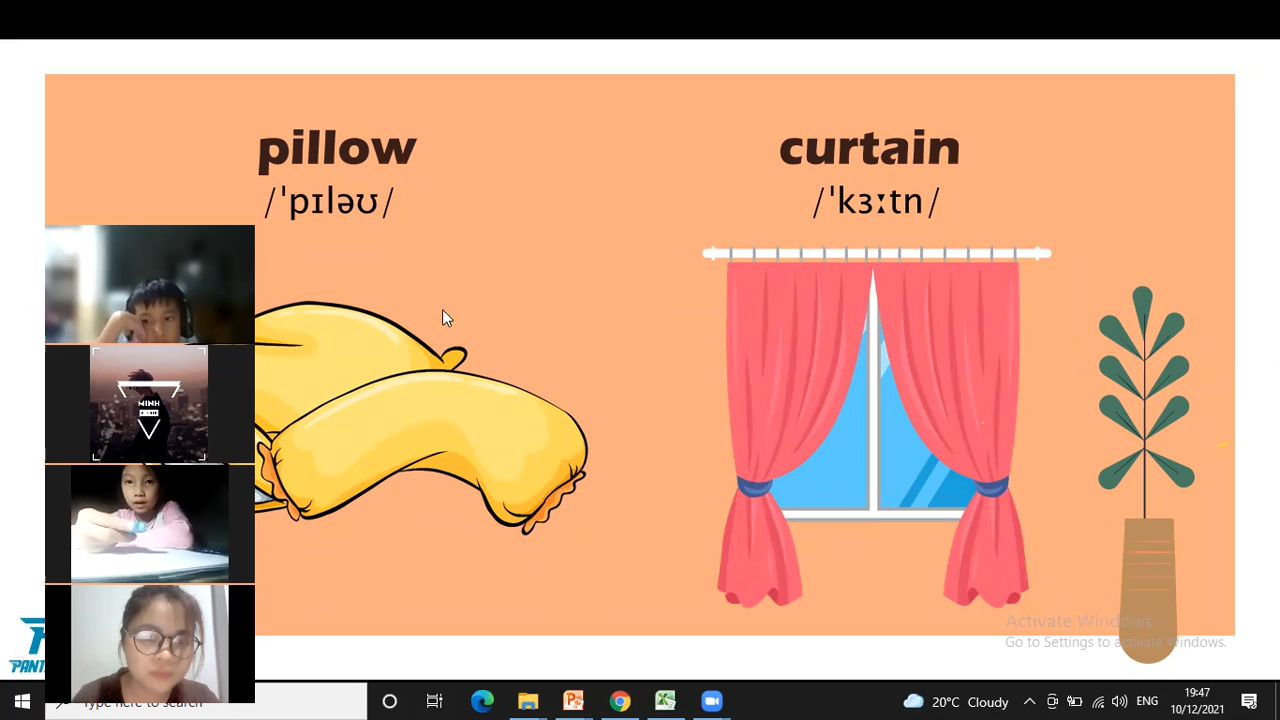 pillow
/ˈpɪləʊ/
curtain
/ˈkɜːtn/
MINH
PANT
Activate Windows
Go to Settings to activate Windows.
Type here to search
20°C Cloudy
ENG
19:47
10/12/2021